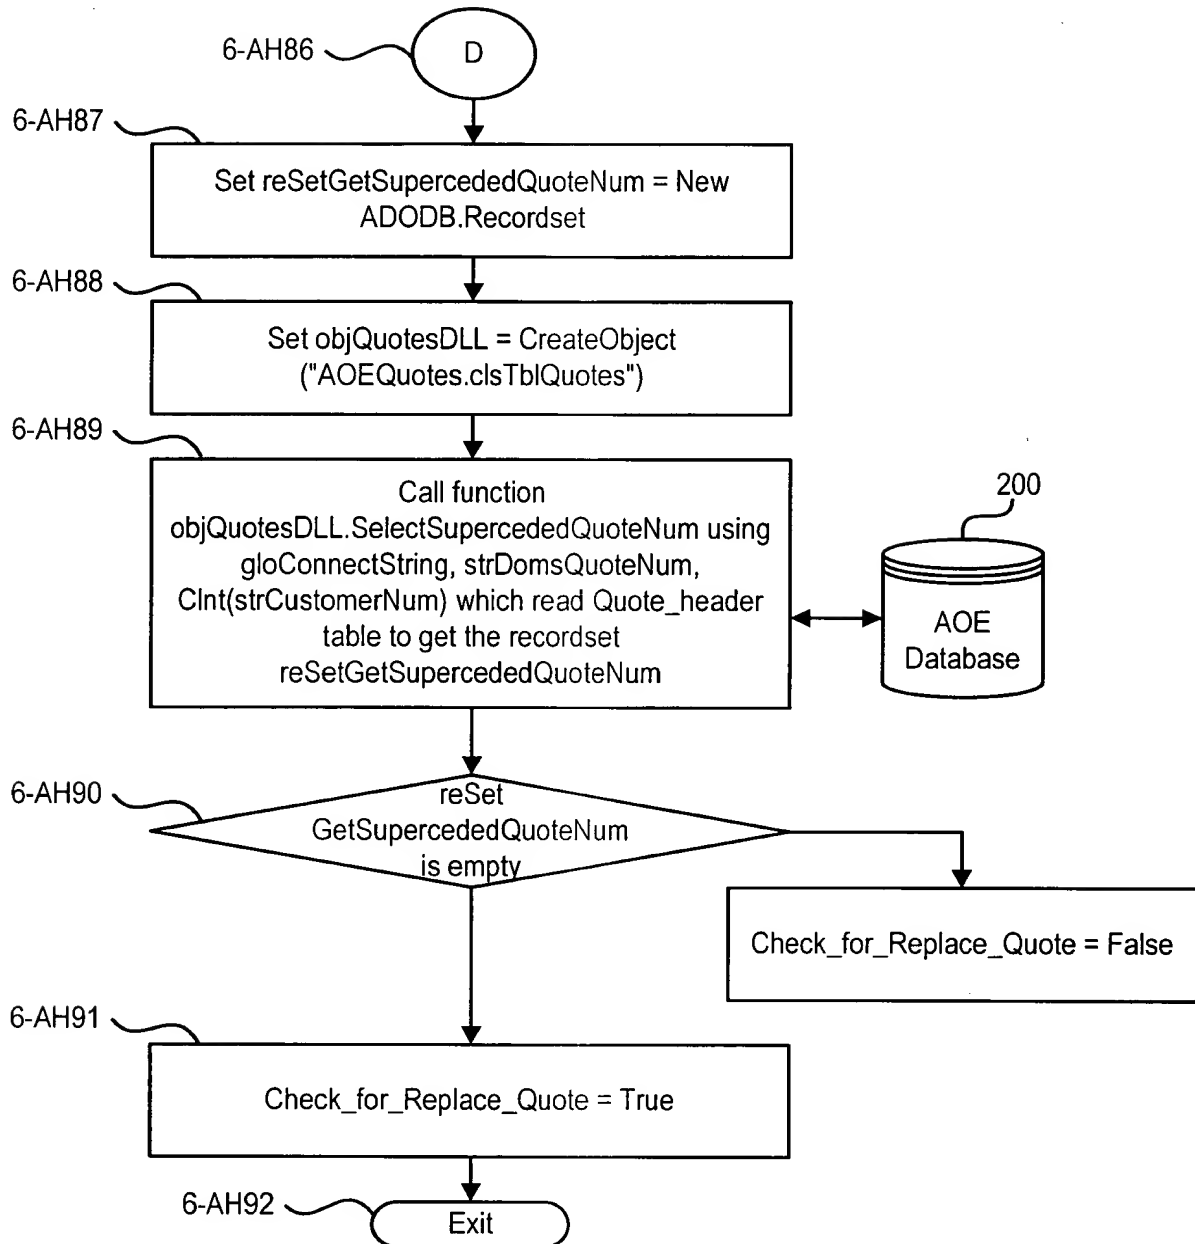 6-AH86
D
6-AH87
Set reSetGetSupercededQuoteNum = New
ADODB.Recordset
6-AH88
Set objQuotesDLL = CreateObject
("AOEQuotes.clsTblQuotes")
6-AH89
Call function
objQuotesDLL.SelectSupercededQuoteNum using
gloConnectString, strDomsQuoteNum,
CInt(strCustomerNum) which read Quote_header
table to get the recordset
reSetGetSupercededQuoteNum
200
AOE
Database
6-AH90
reSet
GetSupercededQuoteNum
is empty
Check_for_Replace_Quote = False
6-AH91
Check_for_Replace_Quote = True
6-AH92
Exit